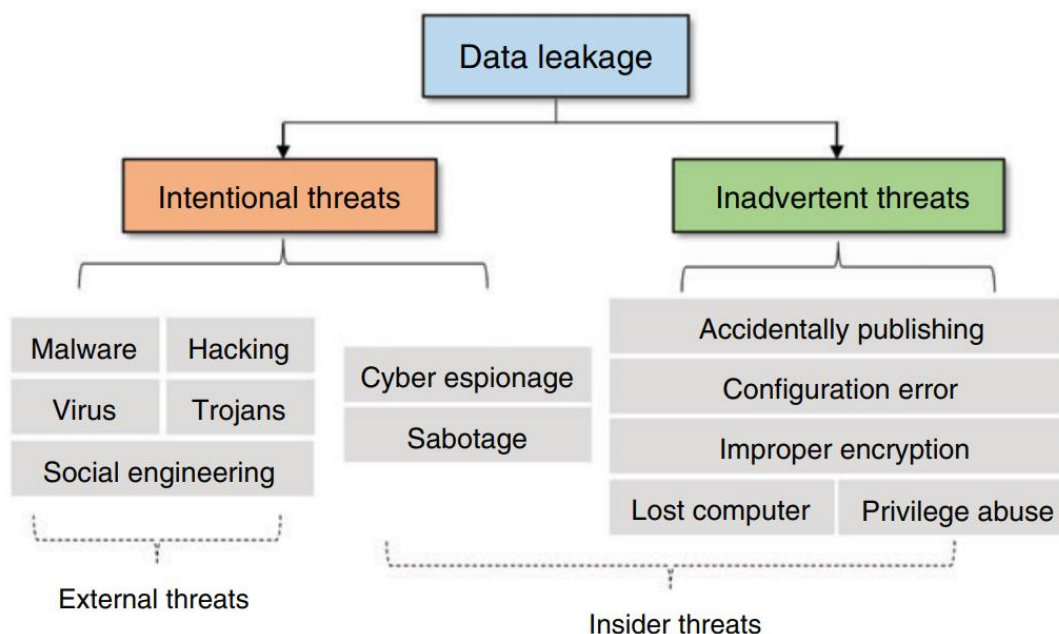 Data leakage
Intentional threats
Inadvertent threats
Malware
Hacking
Virus
Trojans
Social engineering
Cyber espionage
Sabotage
Accidentally publishing
Configuration error
Improper encryption
Lost computer
Privilege abuse
External threats
Insider threats